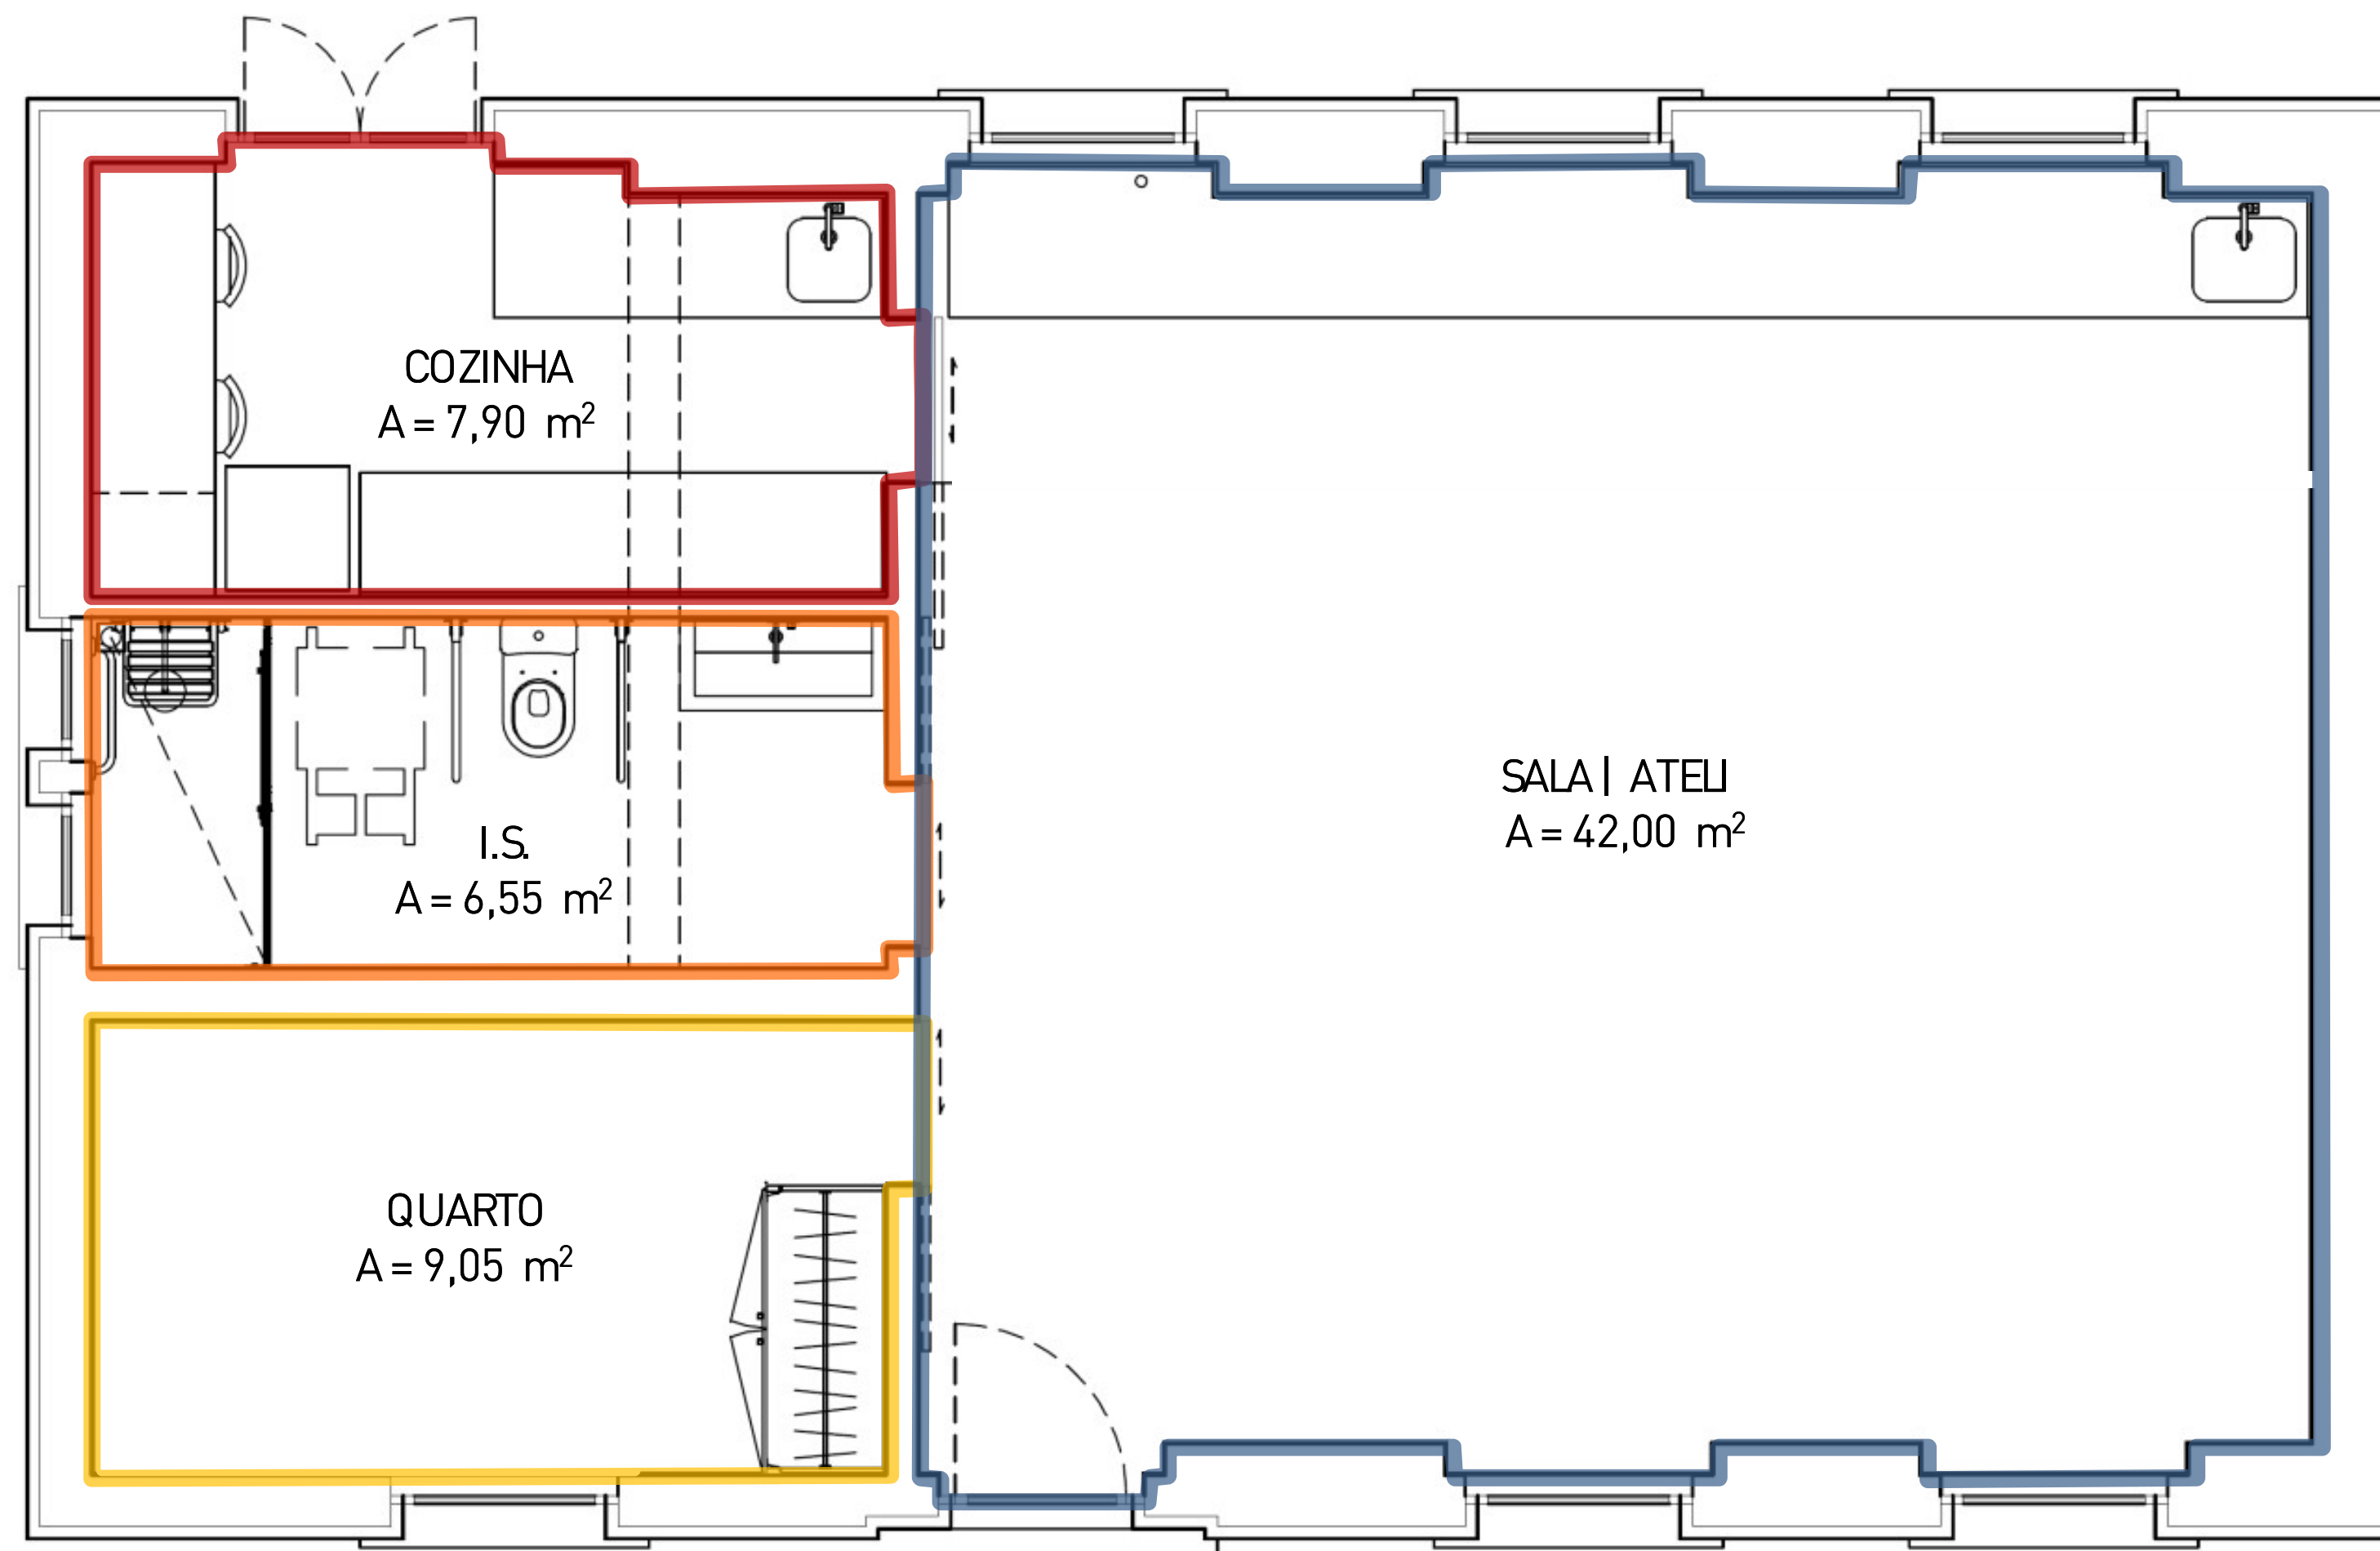 COZINHA
A = 7,90 m²
I.S.
A = 6,55 m²
QUARTO
A = 9,05 m²
SALA | ATELI
A = 42,00 m²